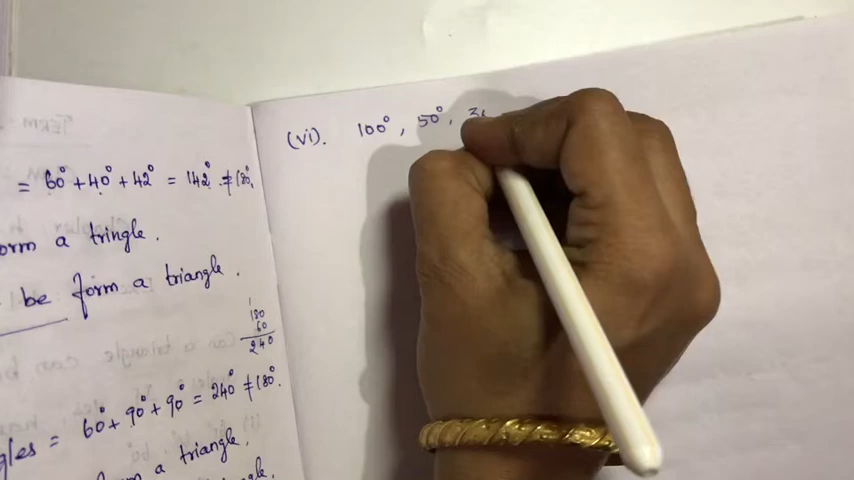 (vi). 100°, 50°, 3
= 60° + 40° + 42° = 142° ≠ 180°.
orm a tringle.
be form a triangle.
180
60
240
gles = 60° + 90° + 90° = 240° ≠ 180°.
a triangle.